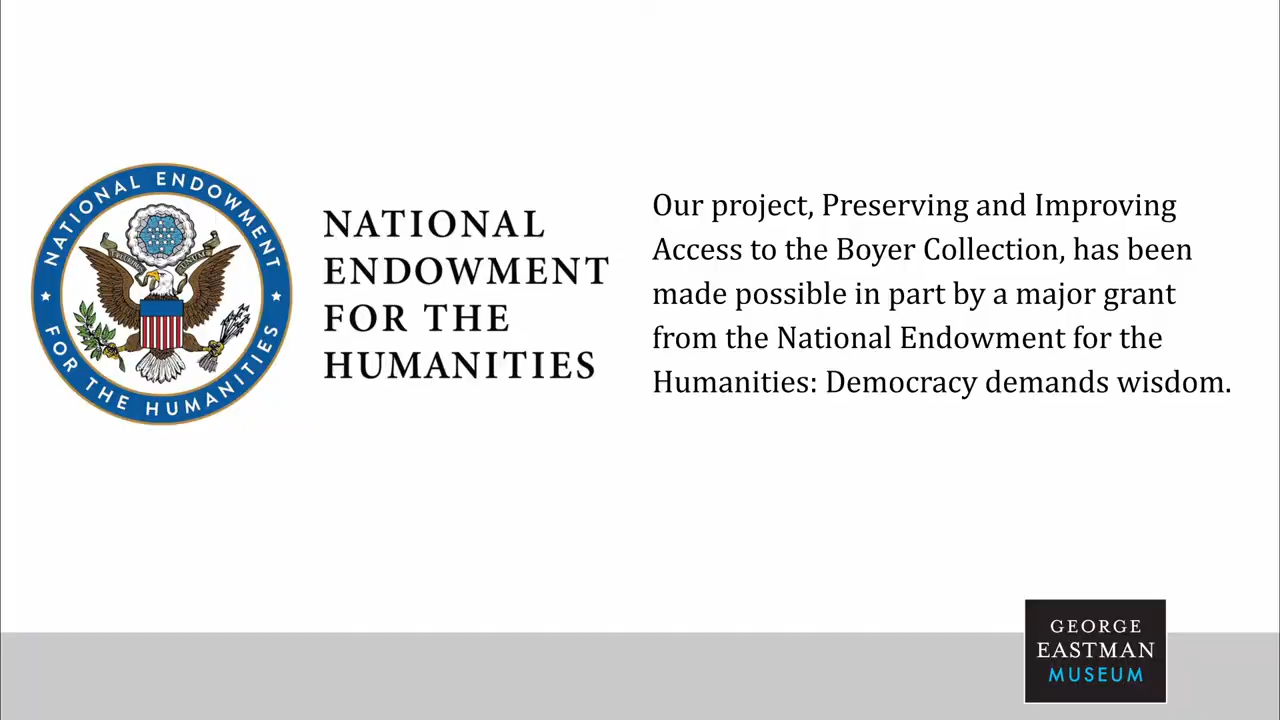 NATIONAL ENDOWMENT
FOR THE HUMANITIES
NATIONAL
ENDOWMENT
FOR THE
HUMANITIES
Our project, Preserving and Improving
Access to the Boyer Collection, has been
made possible in part by a major grant
from the National Endowment for the
Humanities: Democracy demands wisdom.
GEORGE
EASTMAN
MUSEUM